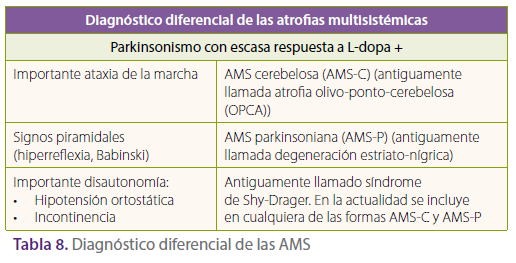 Diagnóstico diferencial de las atrofias multisistémicas
Parkinsonismo con escasa respuesta a L-dopa +
Importante ataxia de la marcha
AMS cerebelosa (AMS-C) (antiguamente
llamada atrofia olivo-ponto-cerebelosa
(OPCA))
Signos piramidales
(hiperreflexia, Babinski)
AMS parkinsoniana (AMS-P) (antiguamente
llamada degeneración estriato-nígrica)
Importante disautonomía:
• Hipotensión ortostática
• Incontinencia
Antiguamente llamado síndrome
de Shy-Drager. En la actualidad se incluye
en cualquiera de las formas AMS-C y AMS-P
Tabla 8. Diagnóstico diferencial de las AMS